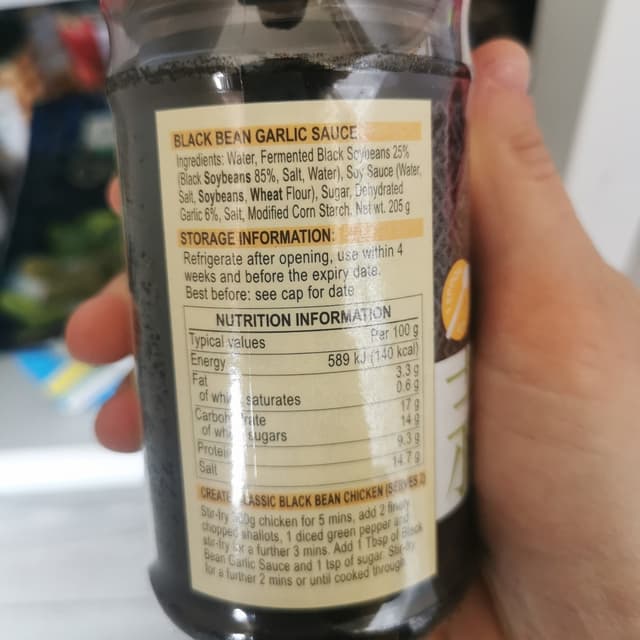 BLACK BEAN GARLIC SAUCE
Ingredients: Water, Fermented Black Soybeans 25%
(Black Soybeans 85%, Salt, Water), Soy Sauce (Water,
Salt, Soybeans, Wheat Flour), Sugar, Dehydrated
Garlic 6%, Salt, Modified Corn Starch. Net wt. 205 g
STORAGE INFORMATION:
Refrigerate after opening, use within 4
weeks and before the expiry date.
Best before: see cap for date
NUTRITION INFORMATION
Typical values Per 100 g
Energy 589 kJ (140 kcal)
Fat 3.3 g
of which saturates 0.6 g
Carbohydrate 17 g
of which sugars 14 g
Protein 9.3 g
Salt 14.7 g
CREATE CLASSIC BLACK BEAN CHICKEN (SERVES 2)
Stir-fry chicken for 5 mins, add 2 finely
chopped shallots, 1 diced green pepper and
stir-fry for a further 3 mins. Add 1 Tbsp of Black
Bean Garlic Sauce and 1 tsp of sugar. Stir-fry
for a further 2 mins or until cooked through